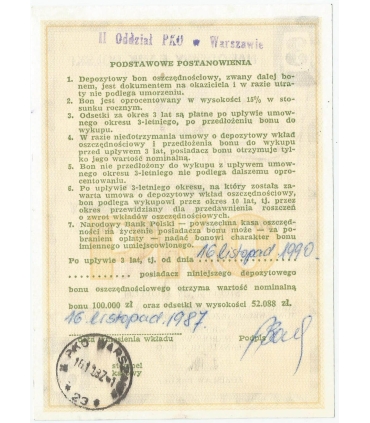 II Oddział PKO w Warszawie
PODSTAWOWE POSTANOWIENIA
1. Depozytowy bon oszczędnościowy, zwany dalej bo-
nem, jest dokumentem na okaziciela i w razie utra-
ty nie podlega umorzeniu.
2. Bon jest oprocentowany w wysokości 15% w sto-
sunku rocznym.
3. Odsetki za okres 3 lat są płatne po upływie umow-
nego okresu 3-letniego, po przedłożeniu bonu do
wykupu.
4. W razie niedotrzymania umowy o depozytowy wkład
oszczędnościowy i przedłożenia bonu do wykupu
przed upływem 3 lat, posiadacz bonu otrzymuje tyl-
ko jego wartość nominalną.
5. Bon nie przedłożony do wykupu z upływem umow-
nego okresu 3-letniego nie podlega dalszemu opro-
centowaniu.
6. Po upływie 3-letniego okresu, na który została za-
warta umowa o depozytowy wkład oszczędnościowy,
bon podlega wykupowi przez okres 10 lat, tj. przez
okres przewidziany dla przedawnienia roszczeń
o zwrot wkładów oszczędnościowych.
7. Narodowy Bank Polski — powszechna kasa oszczęd-
ności na życzenie posiadacza bonu może — za po-
braniem opłaty — nadać bonowi charakter bonu
imiennego umiejscowionego.
Po upływie 3 lat, tj. od dnia 16 listopad 1990.
posiadacz niniejszego depozytowego
bonu oszczędnościowego otrzyma wartość nominalną
bonu 100.000 zł oraz odsetki w wysokości 52.088 zł.
16 listopad 1987.
data wniesienia wkładu Podpis
stempel
kasowy
PKO WARSZAWA
23